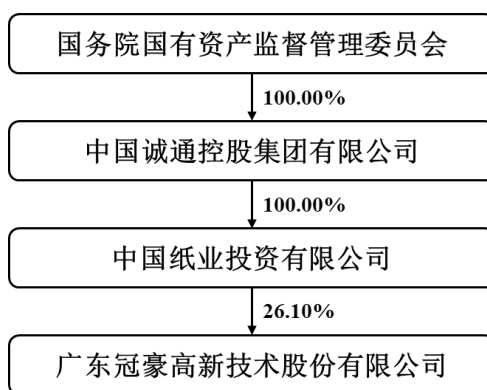 国务院国有资产监督管理委员会
100.00%
中国诚通控股集团有限公司
100.00%
中国纸业投资有限公司
26.10%
广东冠豪高新技术股份有限公司